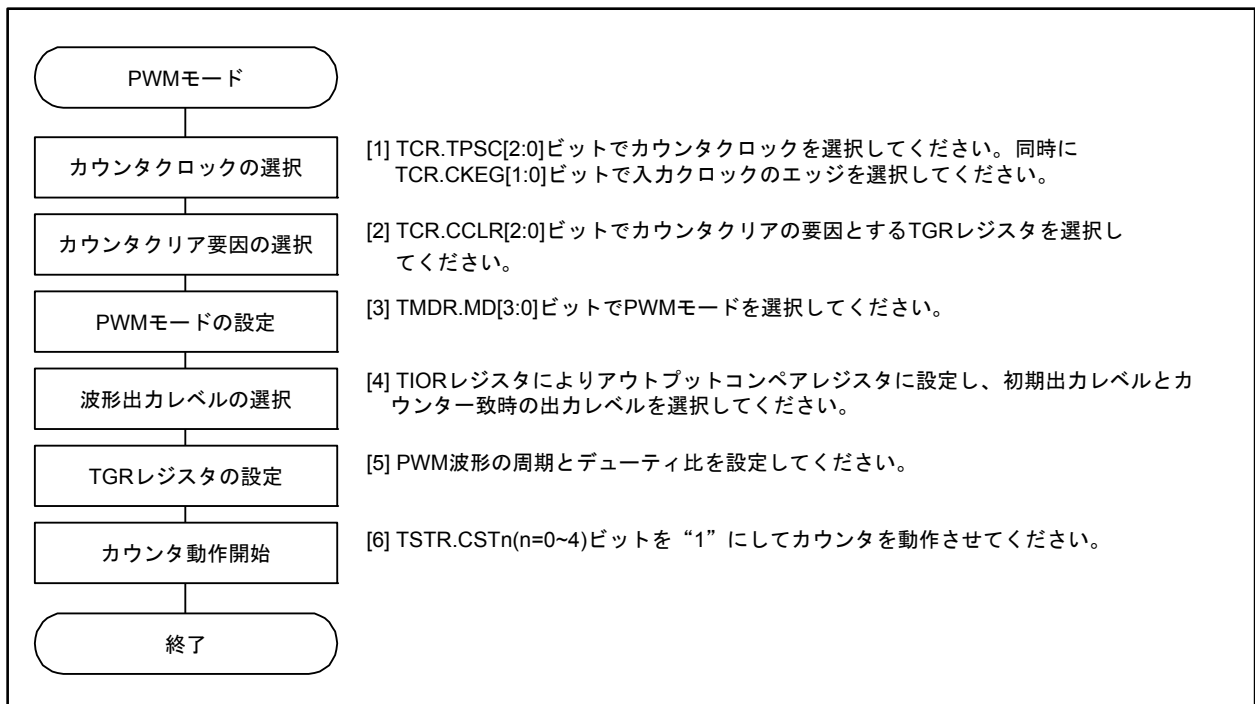 PWMモード
カウンタクロックの選択
[1] TCR.TPSC[2:0]ビットでカウンタクロックを選択してください。同時に
TCR.CKEG[1:0]ビットで入力クロックのエッジを選択してください。
カウンタクリア要因の選択
[2] TCR.CCLR[2:0]ビットでカウンタクリアの要因とするTGRレジスタを選択し
てください。
PWMモードの設定
[3] TMDR.MD[3:0]ビットでPWMモードを選択してください。
波形出力レベルの選択
[4] TIORレジスタによりアウトプットコンペアレジスタに設定し、初期出力レベルとカ
ウンタ一致時の出力レベルを選択してください。
TGRレジスタの設定
[5] PWM波形の周期とデューティ比を設定してください。
カウンタ動作開始
[6] TSTR.CSTn(n=0~4)ビットを“1”にしてカウンタを動作させてください。
終了